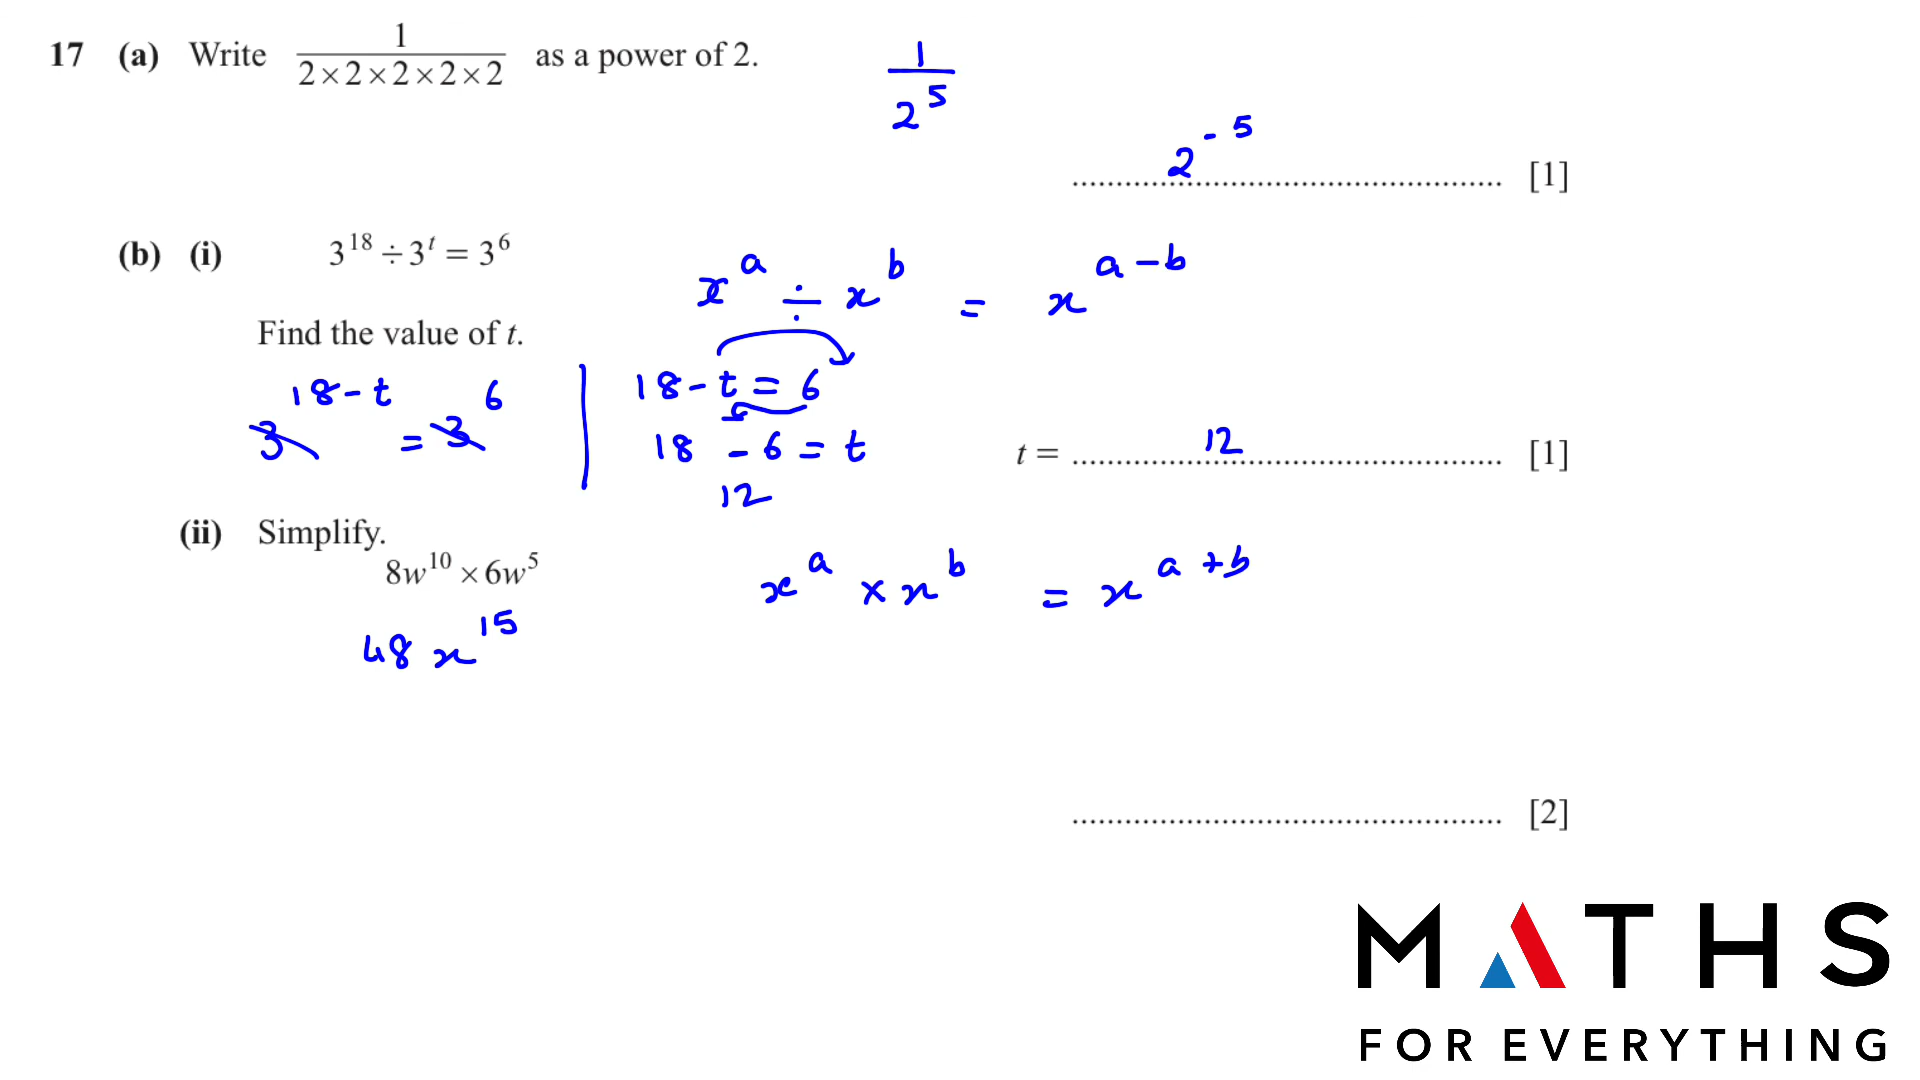 17 (a) Write 1/(2×2×2×2×2) as a power of 2.
1/2^5
2^-5
.................................................. [1]
(b) (i) 3^18 ÷ 3^t = 3^6
x^a ÷ x^b = x^(a-b)
Find the value of t.
3^(18-t) = 3^6
18 - t = 6
18 - 6 = t
12
t = 12 .................................................. [1]
(ii) Simplify.
8w^10 × 6w^5
x^a × x^b = x^(a+b)
48x^15
.................................................. [2]
MATHS
FOR EVERYTHING